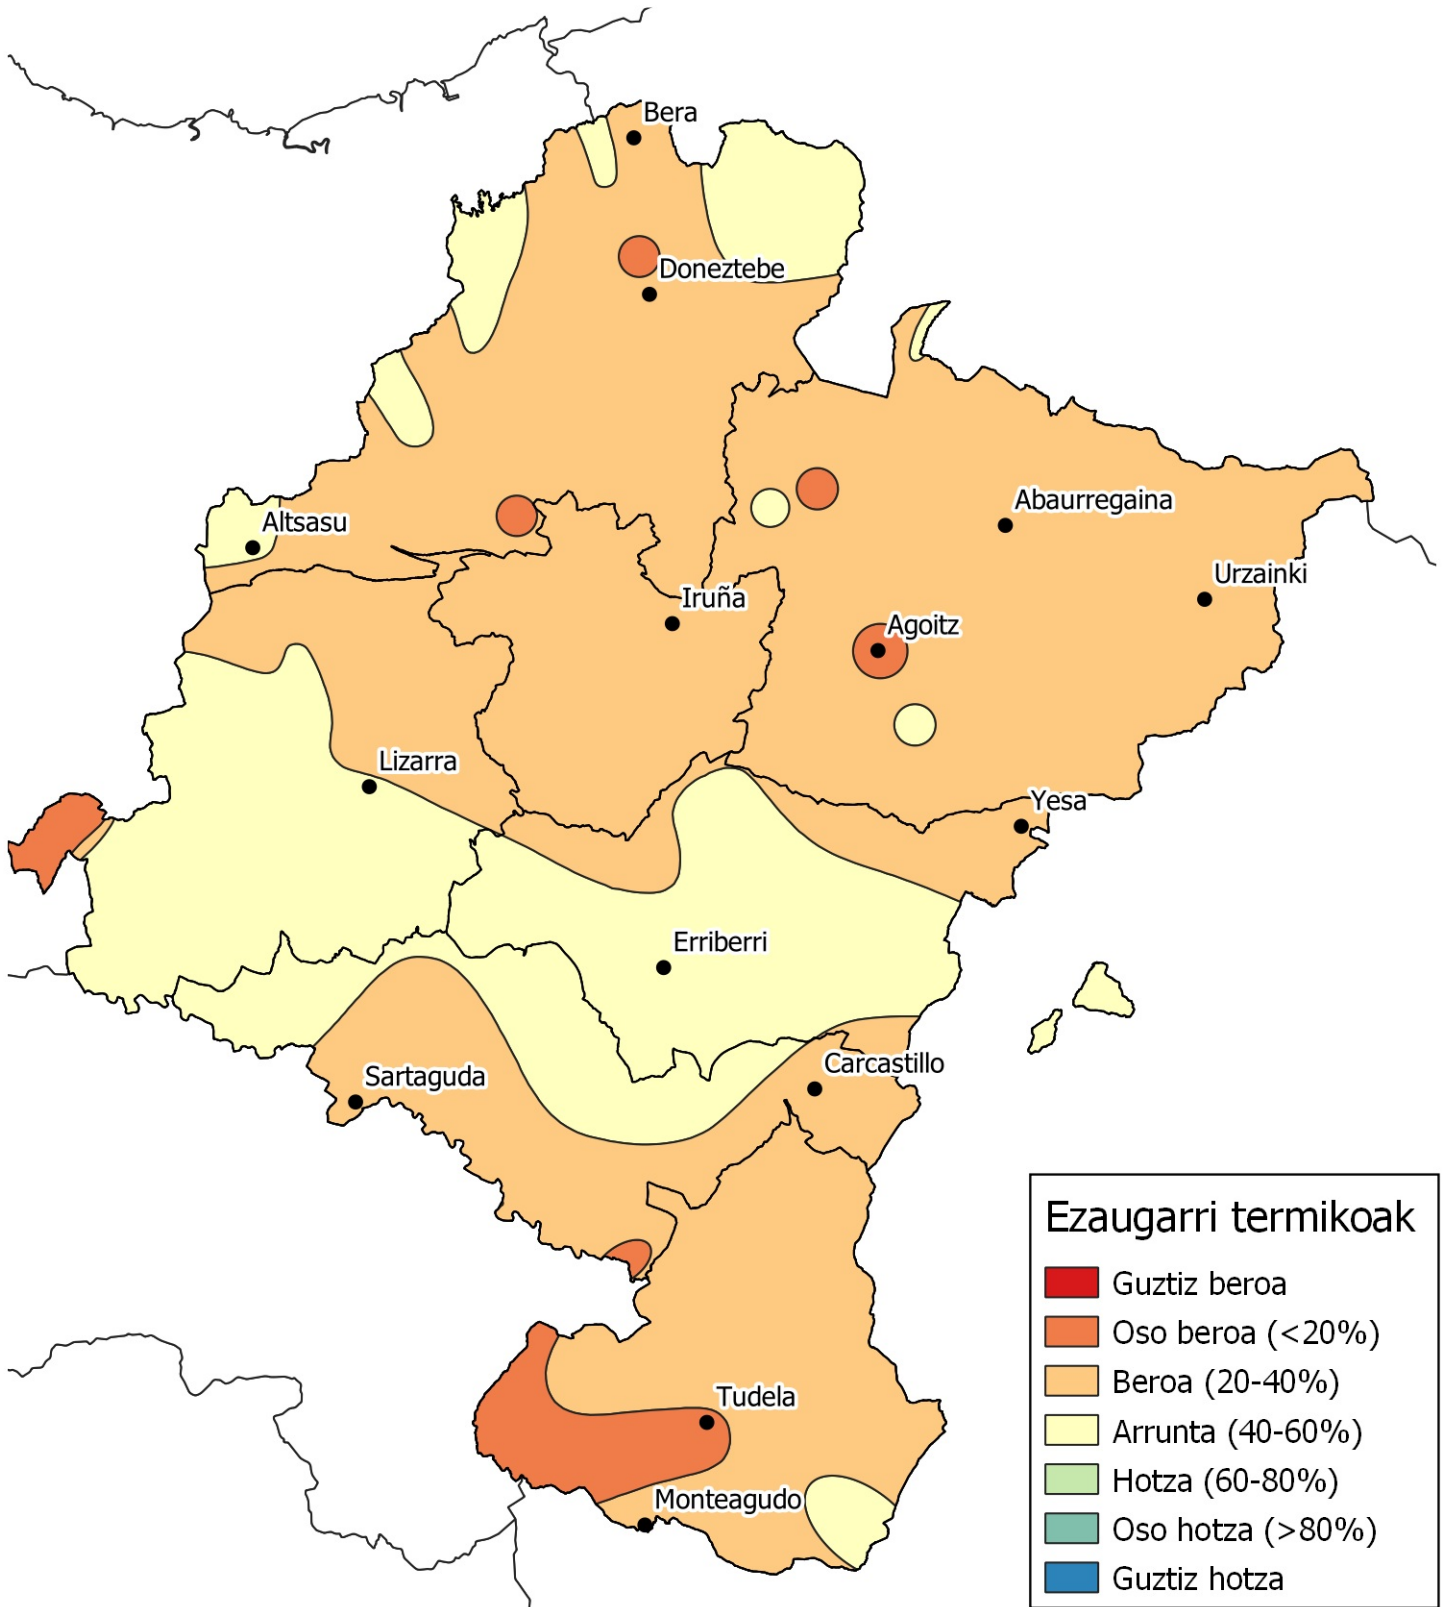 Bera
Doneztebe
Abaurregaina
Altsasu
Urzainki
Iruña
Agoitz
Lizarra
Yesa
Erriberri
Carcastillo
Sartaguda
Tudela
Monteagudo
Ezaugarri termikoak
Guztiz beroa
Oso beroa (<20%)
Beroa (20-40%)
Arrunta (40-60%)
Hotza (60-80%)
Oso hotza (>80%)
Guztiz hotza